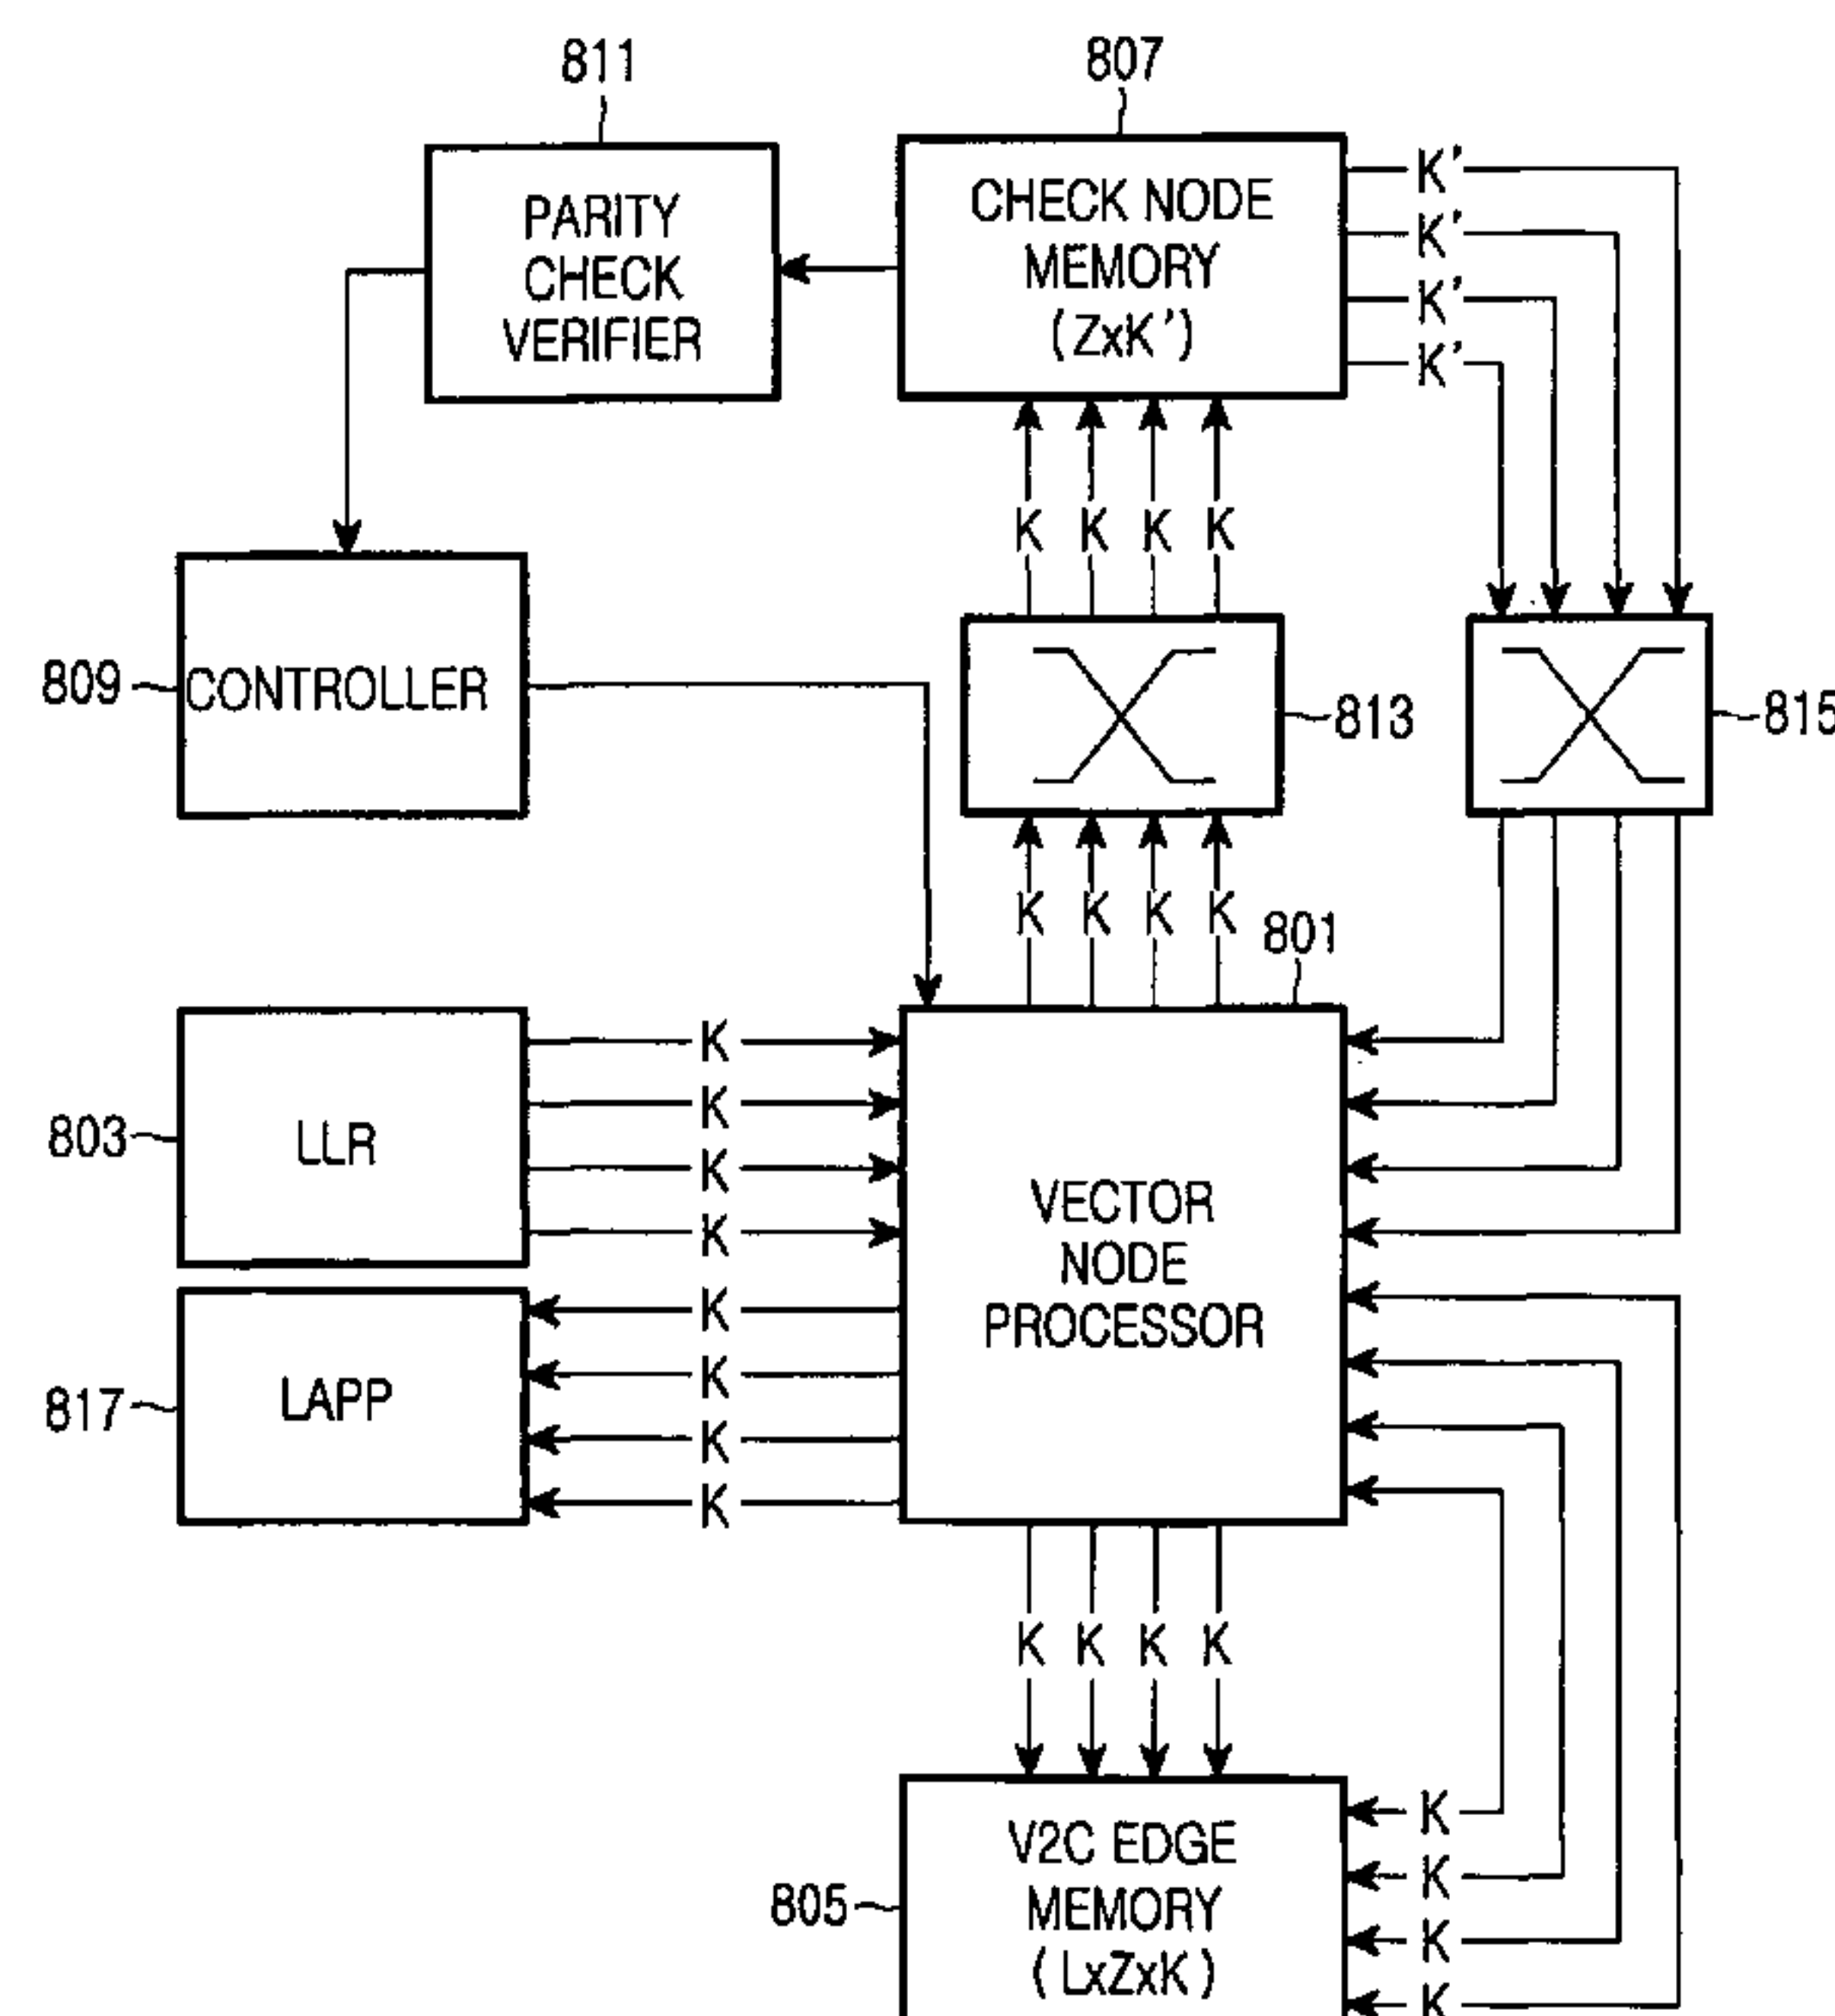 811
807
PARITY
CHECK
VERIFIER
CHECK NODE
MEMORY
(ZxK')
K'
K'
K'
K'
K K K K
809
CONTROLLER
813
815
K K K K
801
803
LLR
K
K
K
K
VECTOR
NODE
PROCESSOR
817
LAPP
K
K
K
K
K K K K
805
V2C EDGE
MEMORY
(LxZxK)
K
K
K
K